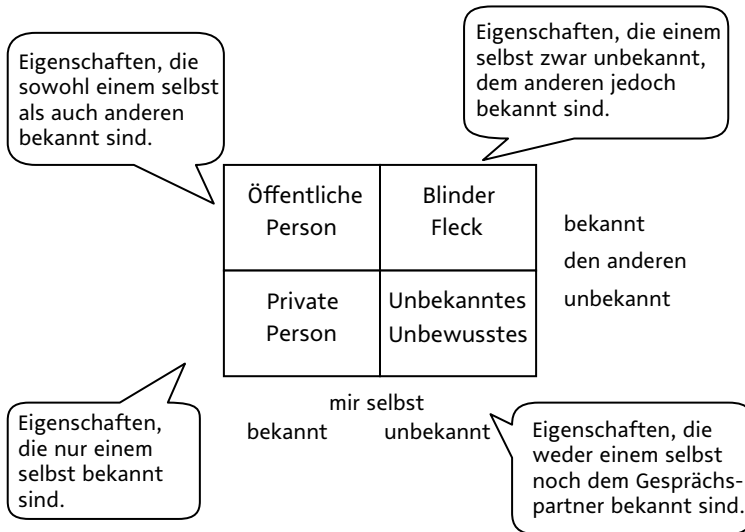 Eigenschaften, die
sowohl einem selbst
als auch anderen
bekannt sind.
Eigenschaften, die einem
selbst zwar unbekannt,
dem anderen jedoch
bekannt sind.
Öffentliche
Person
Blinder
Fleck
bekannt
den anderen
unbekannt
Private
Person
Unbekanntes
Unbewusstes
mir selbst
bekannt unbekannt
Eigenschaften,
die nur einem
selbst bekannt
sind.
Eigenschaften, die
weder einem selbst
noch dem Gesprächs-
partner bekannt sind.